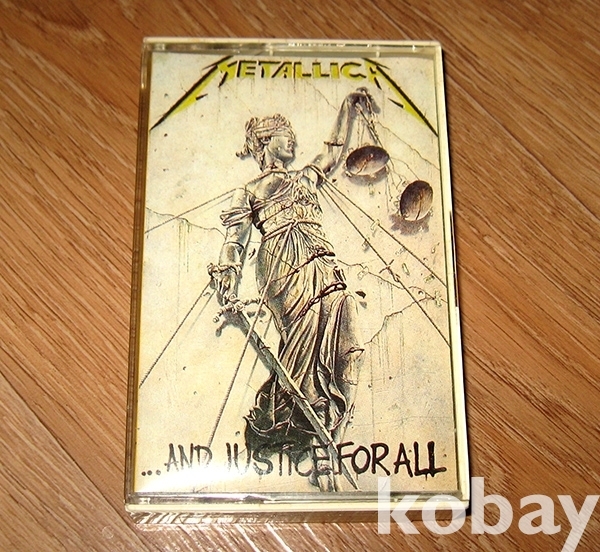 METALLICA
...AND JUSTICE FOR ALL
kobay